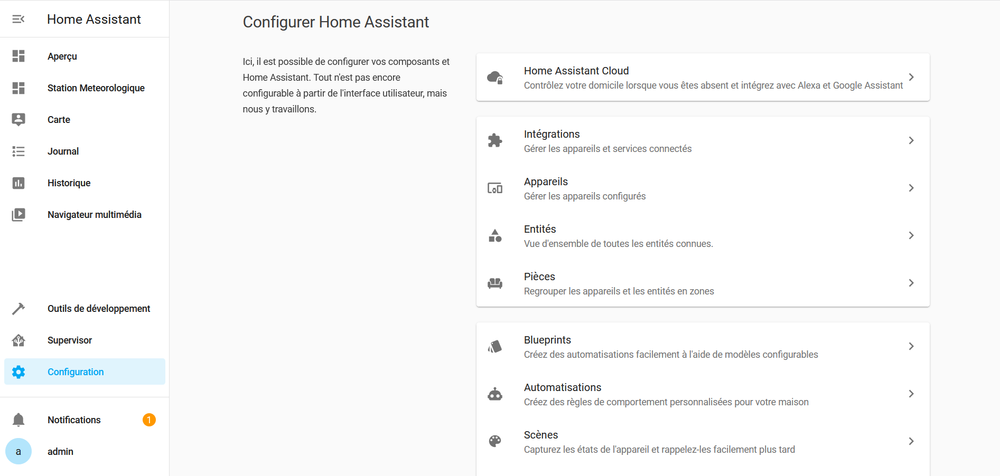 Home Assistant
Aperçu
Station Meteorologique
Carte
Journal
Historique
Navigateur multimédia
Outils de développement
Supervisor
Configuration
Notifications
1
a
admin
Configurer Home Assistant
Ici, il est possible de configurer vos composants et
Home Assistant. Tout n'est pas encore
configurable à partir de l'interface utilisateur, mais
nous y travaillons.
Home Assistant Cloud
Contrôlez votre domicile lorsque vous êtes absent et intégrez avec Alexa et Google Assistant
Intégrations
Gérer les appareils et services connectés
Appareils
Gérer les appareils configurés
Entités
Vue d'ensemble de toutes les entités connues.
Pièces
Regrouper les appareils et les entités en zones
Blueprints
Créez des automatisations facilement à l'aide de modèles configurables
Automatisations
Créez des règles de comportement personnalisées pour votre maison
Scènes
Capturez les états de l'appareil et rappelez-les facilement plus tard